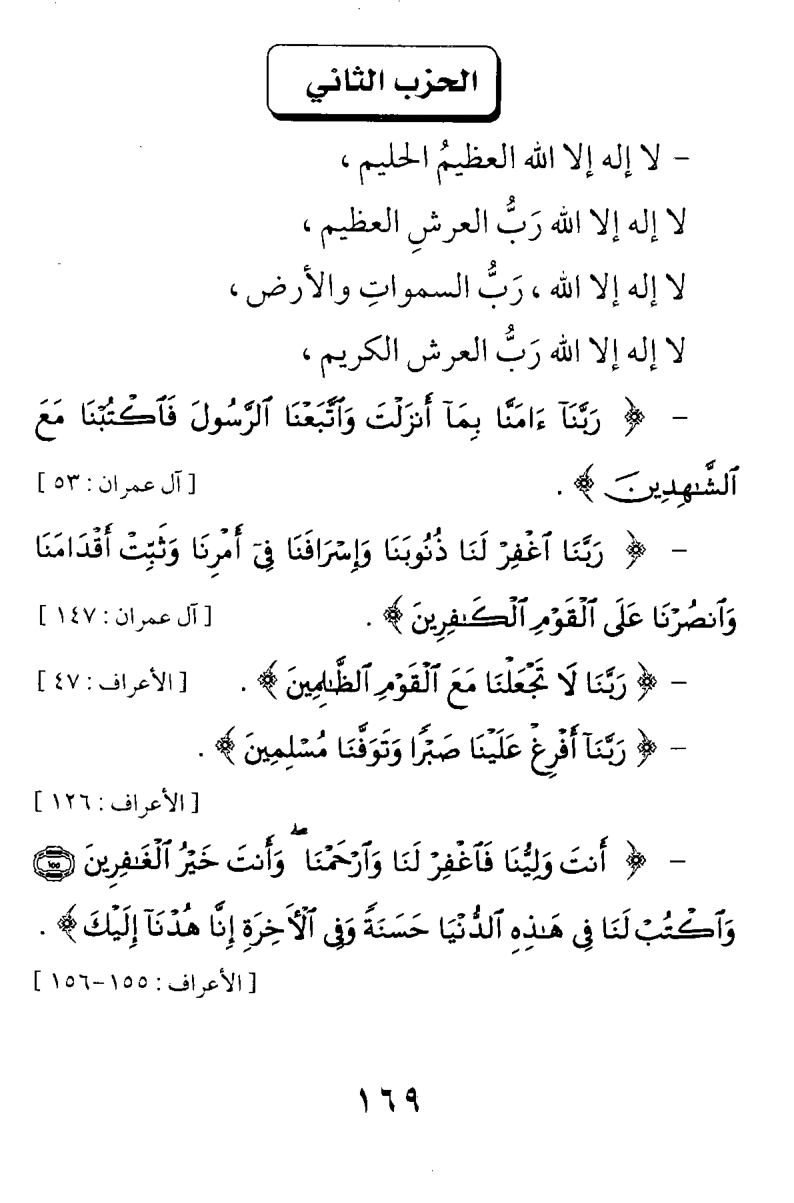 الحزب الثاني
- لا إله إلا الله العظيمُ الحليم ،
لا إله إلا الله رَبُّ العرشِ العظيم ،
لا إله إلا الله ، رَبُّ السمواتِ والأرض ،
لا إله إلا الله رَبُّ العرش الكريم ،
- ﴿ رَبَّنَآ ءَامَنَّا بِمَآ أَنزَلْتَ وَٱتَّبَعْنَا ٱلرَّسُولَ فَٱكْتُبْنَا مَعَ
ٱلشَّـٰهِدِينَ ﴾ . [ آل عمران : ٥٣ ]
- ﴿ رَبَّنَا ٱغْفِرْ لَنَا ذُنُوبَنَا وَإِسْرَافَنَا فِىٓ أَمْرِنَا وَثَبِّتْ أَقْدَامَنَا
وَٱنصُرْنَا عَلَى ٱلْقَوْمِ ٱلْكَـٰفِرِينَ ﴾ . [ آل عمران : ١٤٧ ]
- ﴿ رَبَّنَا لَا تَجْعَلْنَا مَعَ ٱلْقَوْمِ ٱلظَّـٰلِمِينَ ﴾ . [ الأعراف : ٤٧ ]
- ﴿ رَبَّنَآ أَفْرِغْ عَلَيْنَا صَبْرًا وَتَوَفَّنَا مُسْلِمِينَ ﴾ .
[ الأعراف : ١٢٦ ]
- ﴿ أَنتَ وَلِيُّنَا فَٱغْفِرْ لَنَا وَٱرْحَمْنَا ۖ وَأَنتَ خَيْرُ ٱلْغَـٰفِرِينَ ١٥٥
وَٱكْتُبْ لَنَا فِى هَـٰذِهِ ٱلدُّنْيَا حَسَنَةً وَفِى ٱلْأَخِرَةِ إِنَّا هُدْنَآ إِلَيْكَ ﴾ .
[ الأعراف : ١٥٥-١٥٦ ]
١٦٩